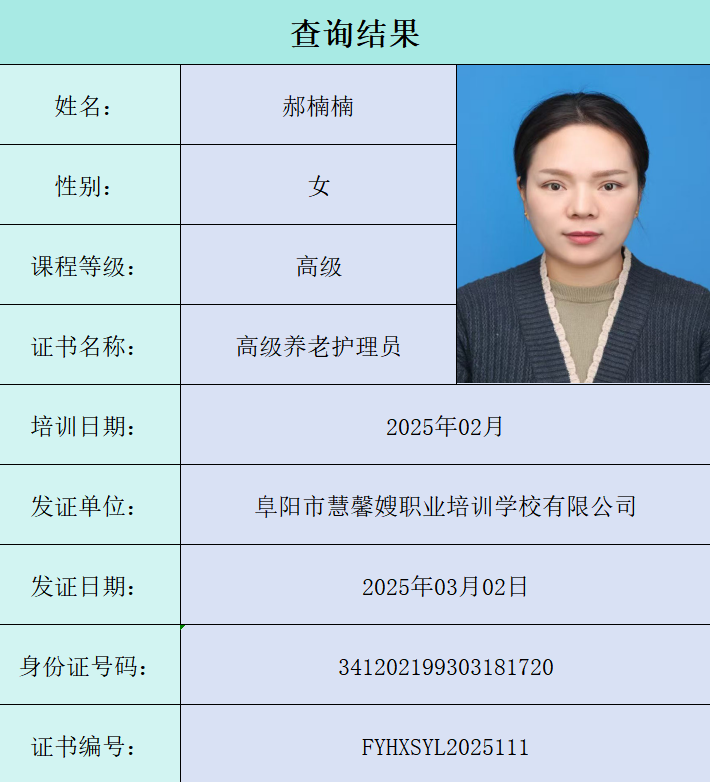 查询结果
姓名： 郝楠楠
性别： 女
课程等级： 高级
证书名称： 高级养老护理员
培训日期： 2025年02月
发证单位： 阜阳市慧馨嫂职业培训学校有限公司
发证日期： 2025年03月02日
身份证号码： 341202199303181720
证书编号： FYHXSYL2025111